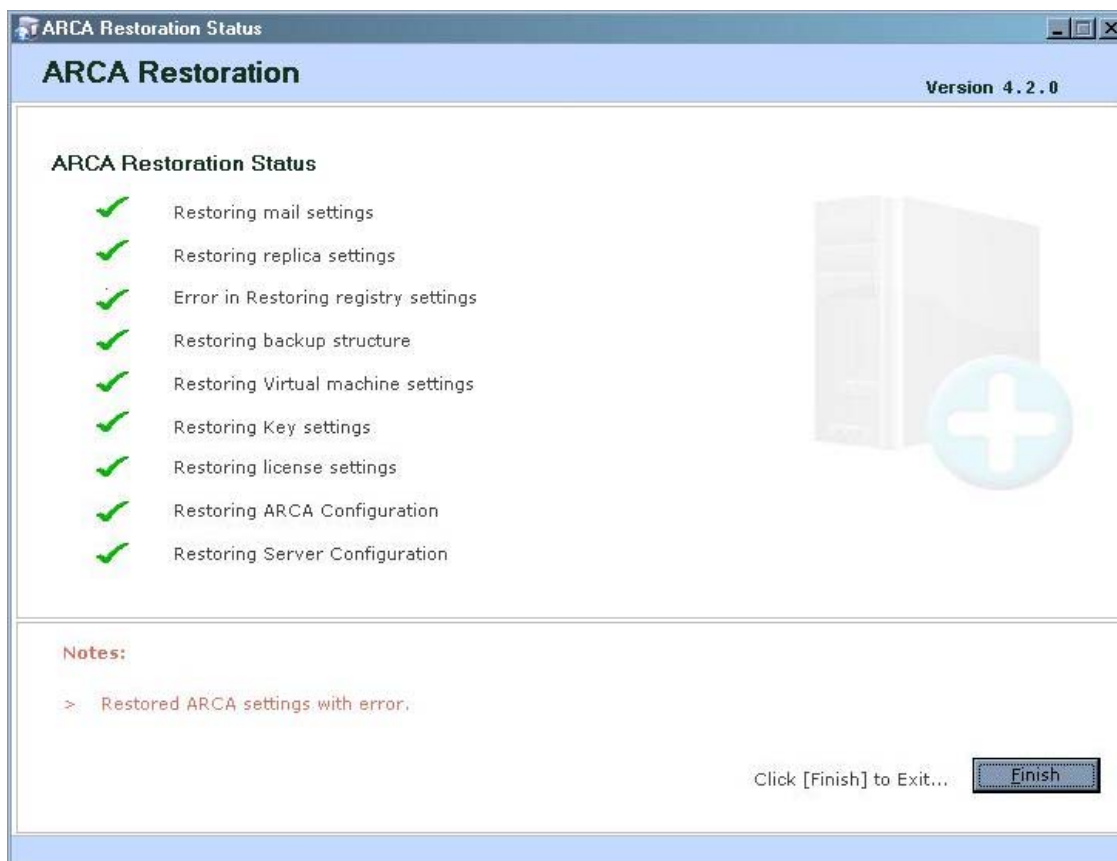 ARCA Restoration Status
ARCA Restoration
Version 4.2.0
ARCA Restoration Status
Restoring mail settings
Restoring replica settings
Error in Restoring registry settings
Restoring backup structure
Restoring Virtual machine settings
Restoring Key settings
Restoring license settings
Restoring ARCA Configuration
Restoring Server Configuration
Notes:
> Restored ARCA settings with error.
Click [Finish] to Exit...
Finish